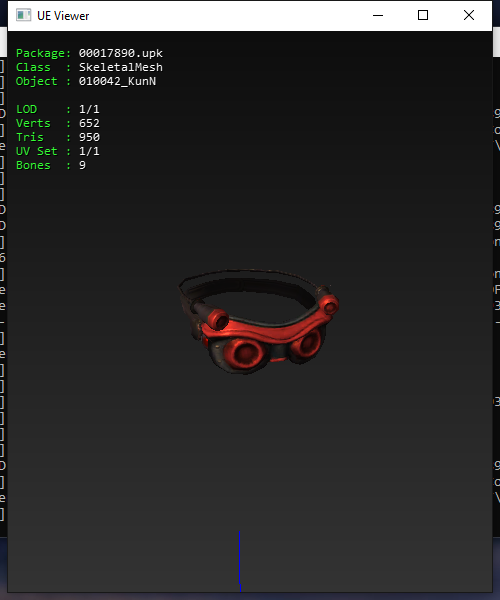 UE Viewer
Package: 00017890.upk
Class : SkeletalMesh
Object : 010042_KunN
LOD : 1/1
Verts : 652
Tris : 950
UV Set : 1/1
Bones : 9